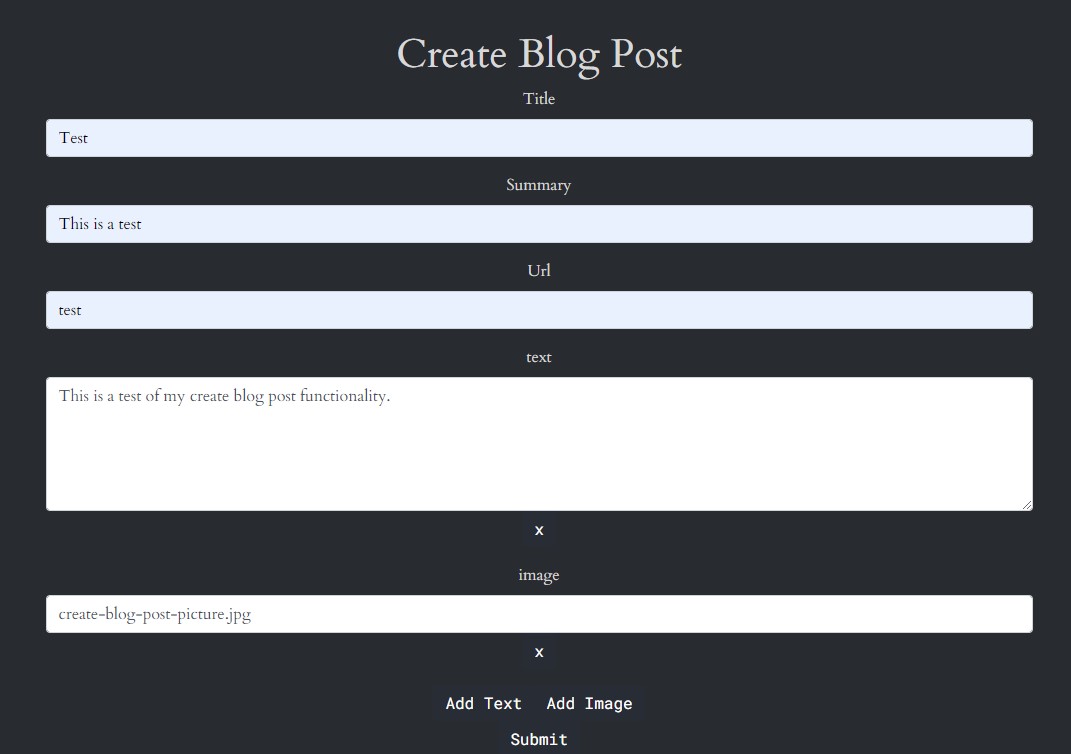 Create Blog Post
Title
Test
Summary
This is a test
Url
test
text
This is a test of my create blog post functionality.
x
image
create-blog-post-picture.jpg
x
Add Text Add Image
Submit